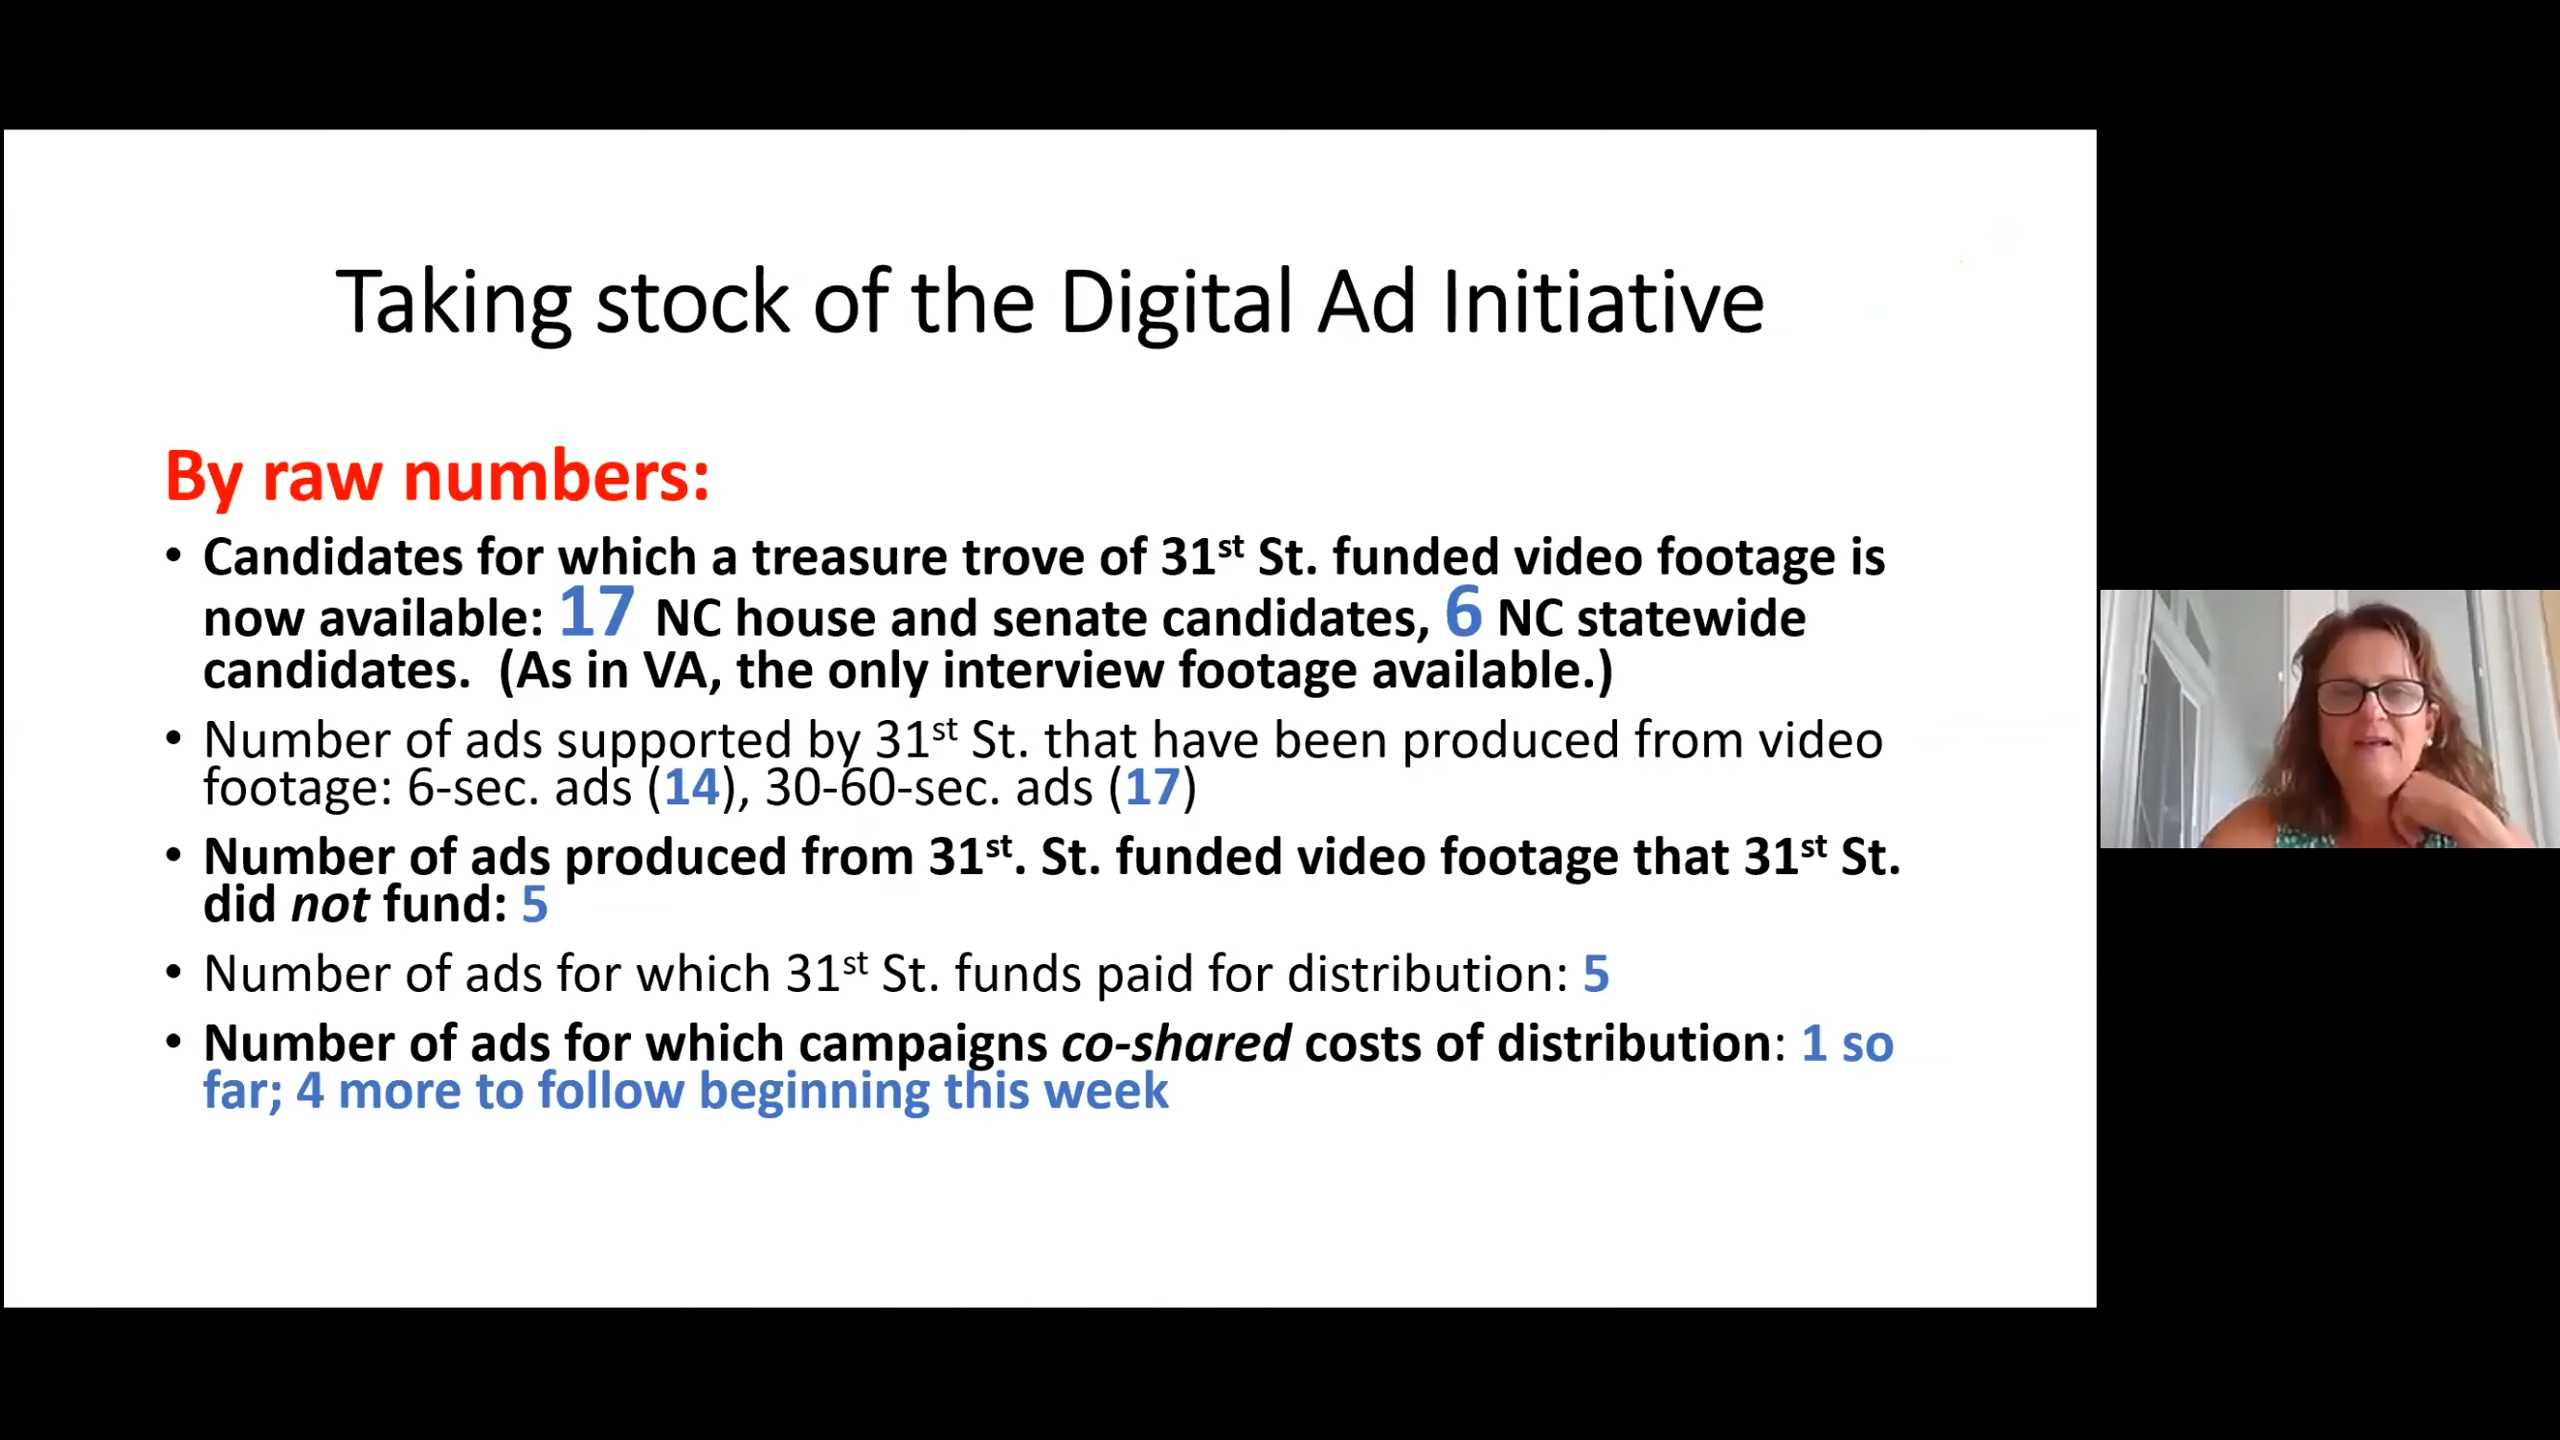 Taking stock of the Digital Ad Initiative
By raw numbers:
• Candidates for which a treasure trove of 31st St. funded video footage is
now available: 17 NC house and senate candidates, 6 NC statewide
candidates. (As in VA, the only interview footage available.)
• Number of ads supported by 31st St. that have been produced from video
footage: 6-sec. ads (14), 30-60-sec. ads (17)
• Number of ads produced from 31st. St. funded video footage that 31st St.
did not fund: 5
• Number of ads for which 31st St. funds paid for distribution: 5
• Number of ads for which campaigns co-shared costs of distribution: 1 so
far; 4 more to follow beginning this week